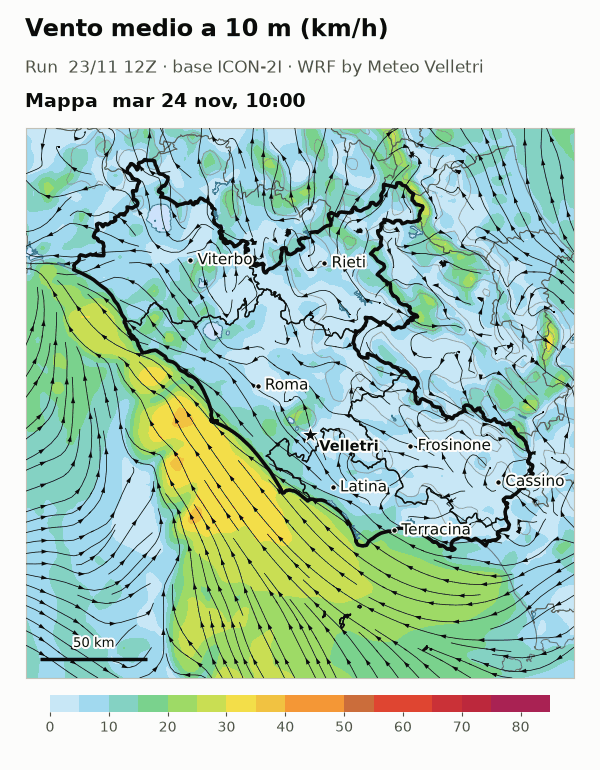 Vento medio a 10 m (km/h)
Run 23/11 12Z · base ICON-2I · WRF by Meteo Velletri
Mappa mar 24 nov, 10:00
Viterbo
Rieti
Roma
Velletri
Frosinone
Latina
Cassino
Terracina
50 km
0 10 20 30 40 50 60 70 80